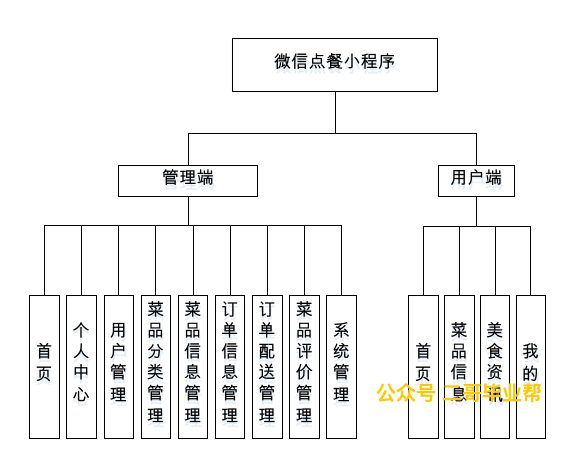 微信点餐小程序
管理端
用户端
首页
个人中心
用户管理
菜品分类管理
菜品信息管理
订单信息管理
订单配送管理
菜品评价管理
系统管理
首页
菜品信息
美食资讯
我的
公众号 二哥毕业帮